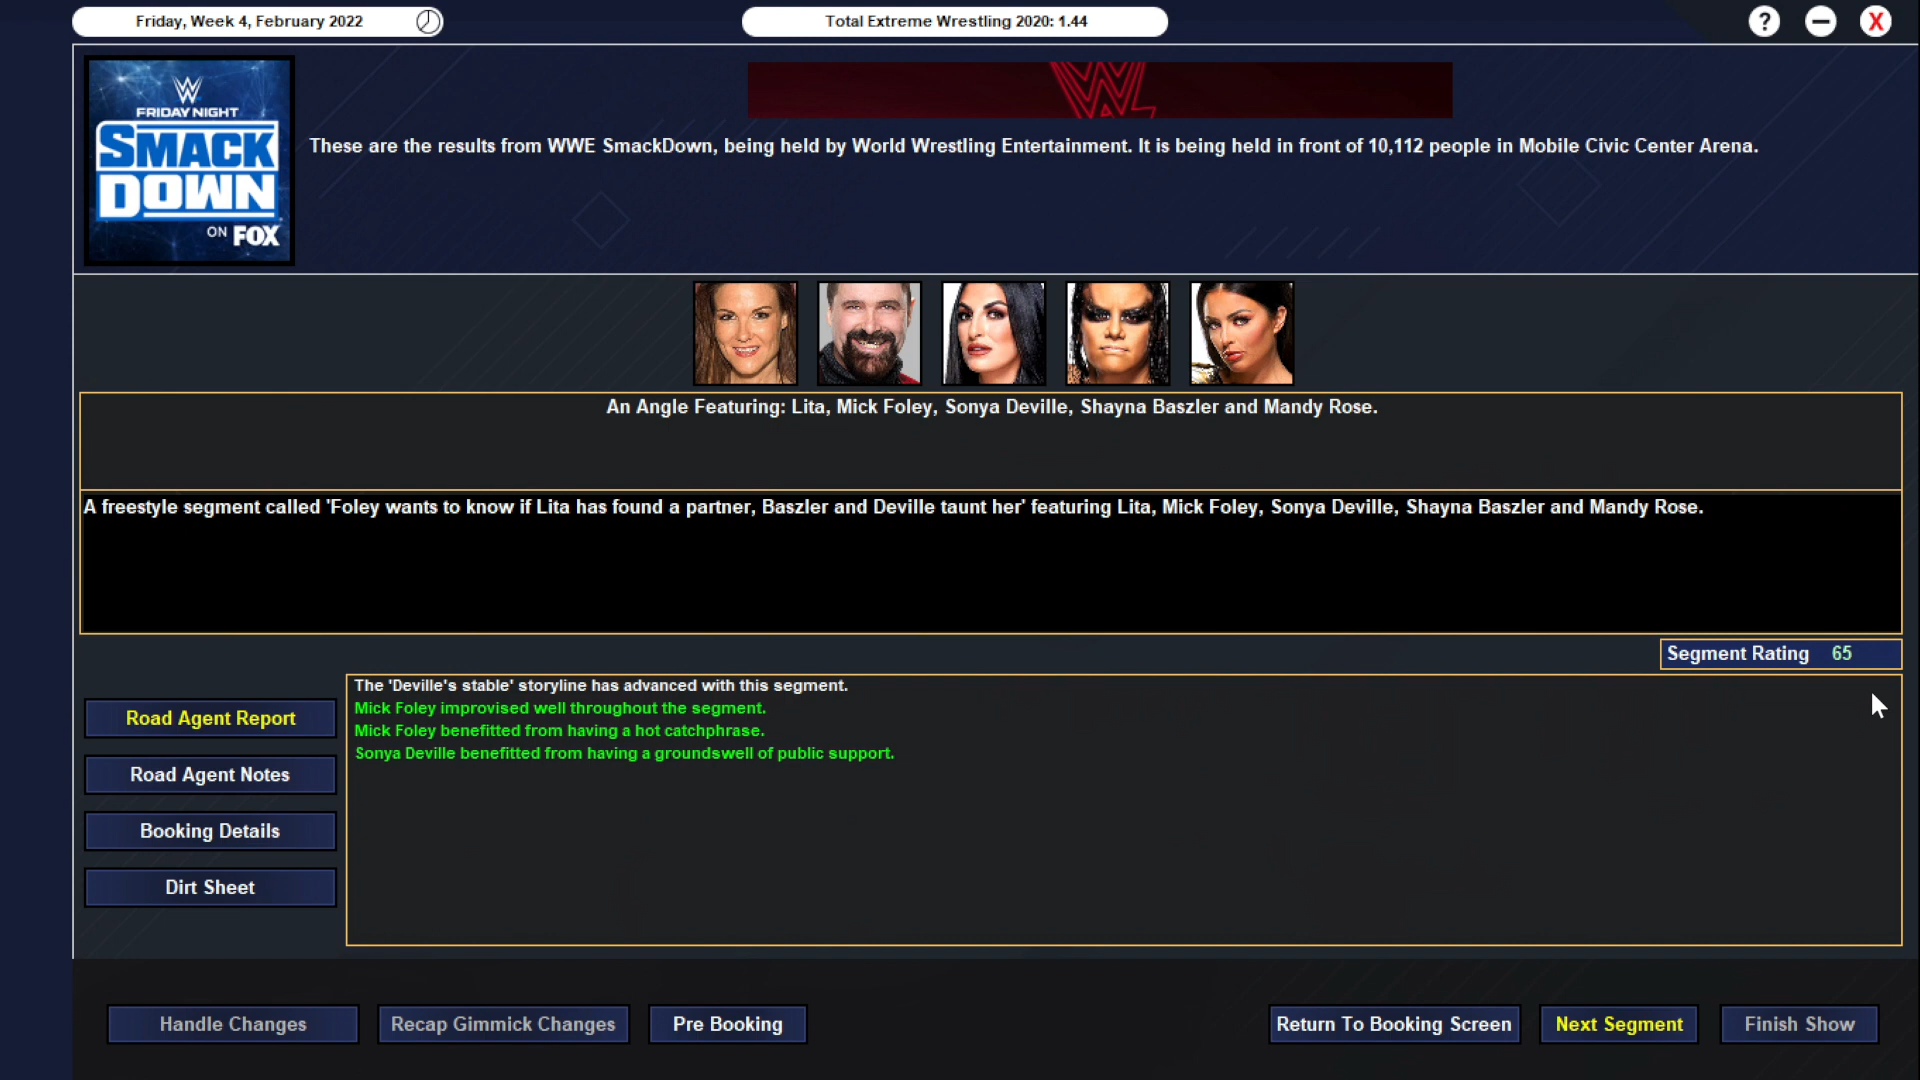 Friday, Week 4, February 2022
Total Extreme Wrestling 2020: 1.44
?
X
W
FRIDAY NIGHT
SMACK
DOWN
ON FOX
These are the results from WWE SmackDown, being held by World Wrestling Entertainment. It is being held in front of 10,112 people in Mobile Civic Center Arena.
An Angle Featuring: Lita, Mick Foley, Sonya Deville, Shayna Baszler and Mandy Rose.
A freestyle segment called 'Foley wants to know if Lita has found a partner, Baszler and Deville taunt her' featuring Lita, Mick Foley, Sonya Deville, Shayna Baszler and Mandy Rose.
Segment Rating 65
Road Agent Report
Road Agent Notes
Booking Details
Dirt Sheet
The 'Deville's stable' storyline has advanced with this segment.
Mick Foley improvised well throughout the segment.
Mick Foley benefitted from having a hot catchphrase.
Sonya Deville benefitted from having a groundswell of public support.
Handle Changes
Recap Gimmick Changes
Pre Booking
Return To Booking Screen
Next Segment
Finish Show